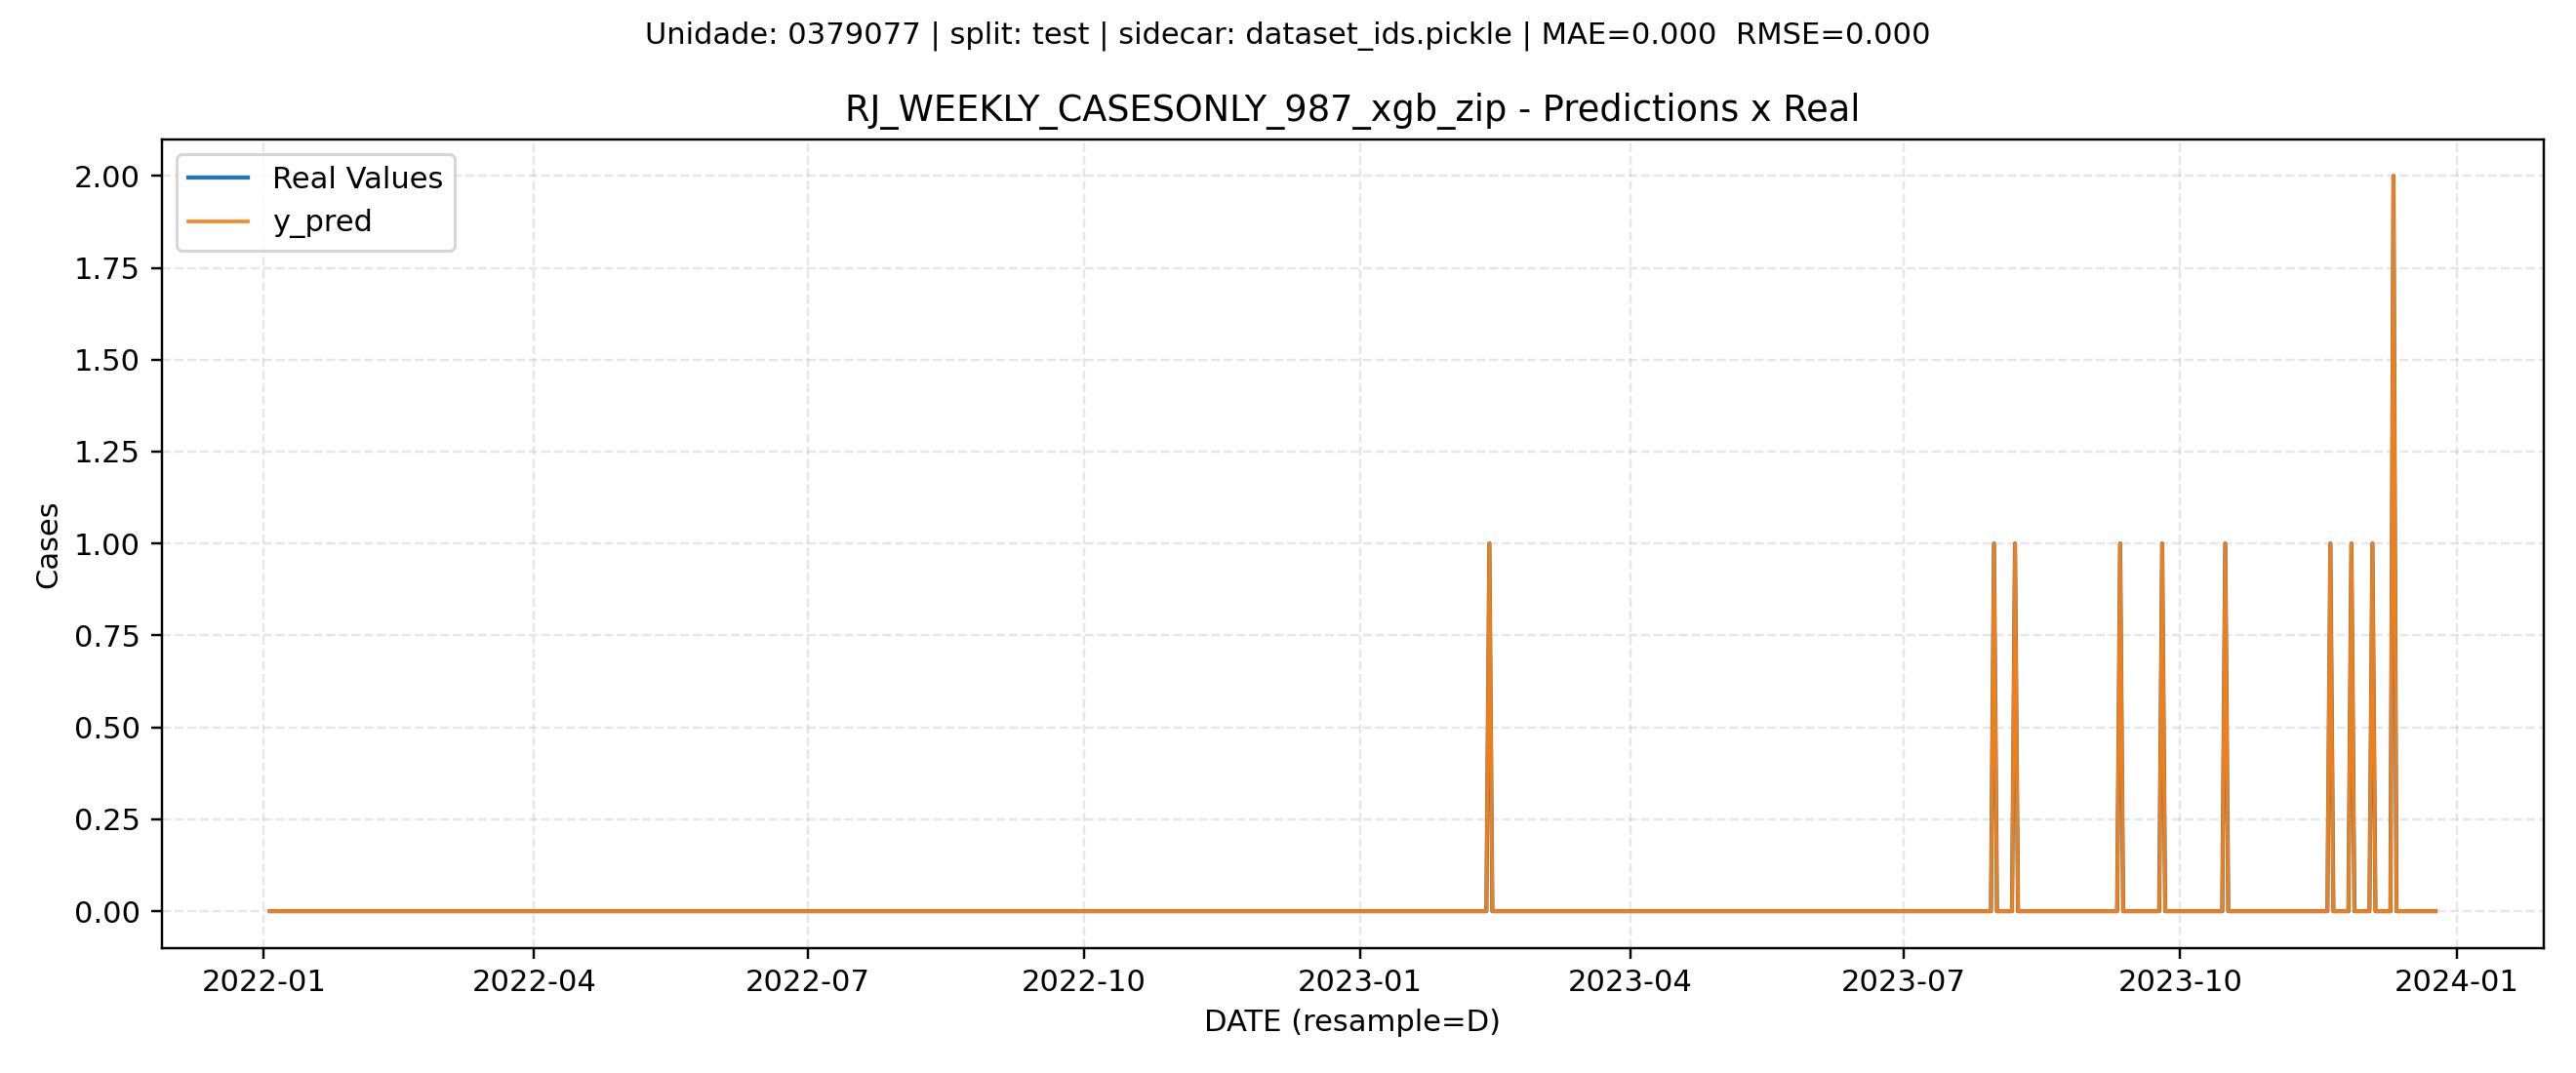 Unidade: 0379077 | split: test | sidecar: dataset_ids.pickle | MAE=0.000  RMSE=0.000
RJ_WEEKLY_CASESONLY_987_xgb_zip - Predictions x Real
Real Values
y_pred
2.00
1.75
1.50
1.25
1.00
0.75
0.50
0.25
0.00
Cases
2022-01 2022-04 2022-07 2022-10 2023-01 2023-04 2023-07 2023-10 2024-01
DATE (resample=D)